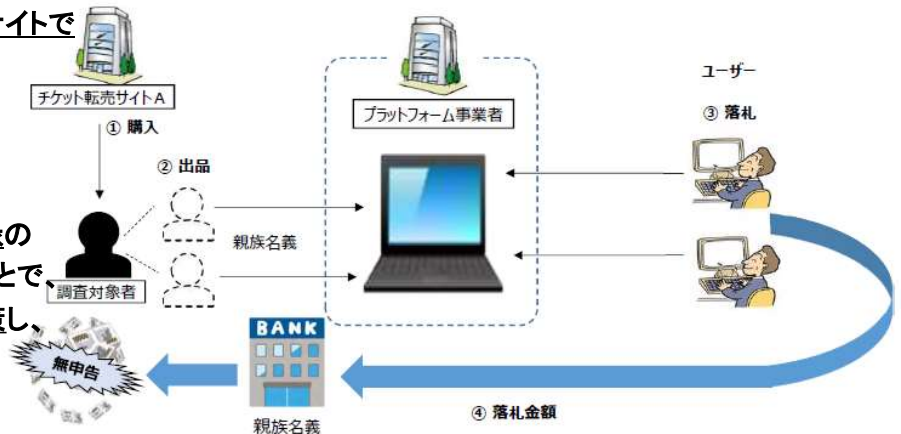 サイトで
チケット転売サイトA
① 購入
② 出品
プラットフォーム事業者
ユーザー
③ 落札
親族名義
の
とで、
調査対象者
し、
無申告
BANK
親族名義
④ 落札金額